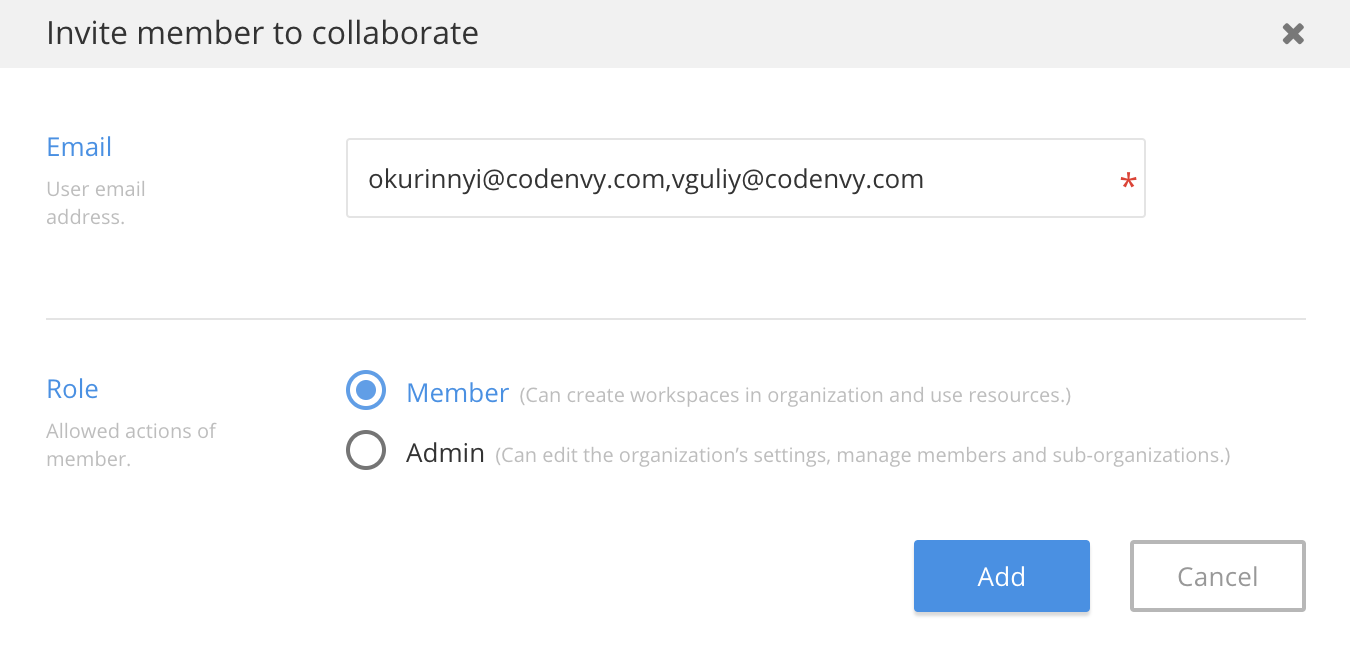 Invite member to collaborate
Email
User email
address.
okurinnyi@codenvy.com,vguliy@codenvy.com *
Role
Allowed actions of
member.
Member (Can create workspaces in organization and use resources.)
Admin (Can edit the organization’s settings, manage members and sub-organizations.)
Add
Cancel